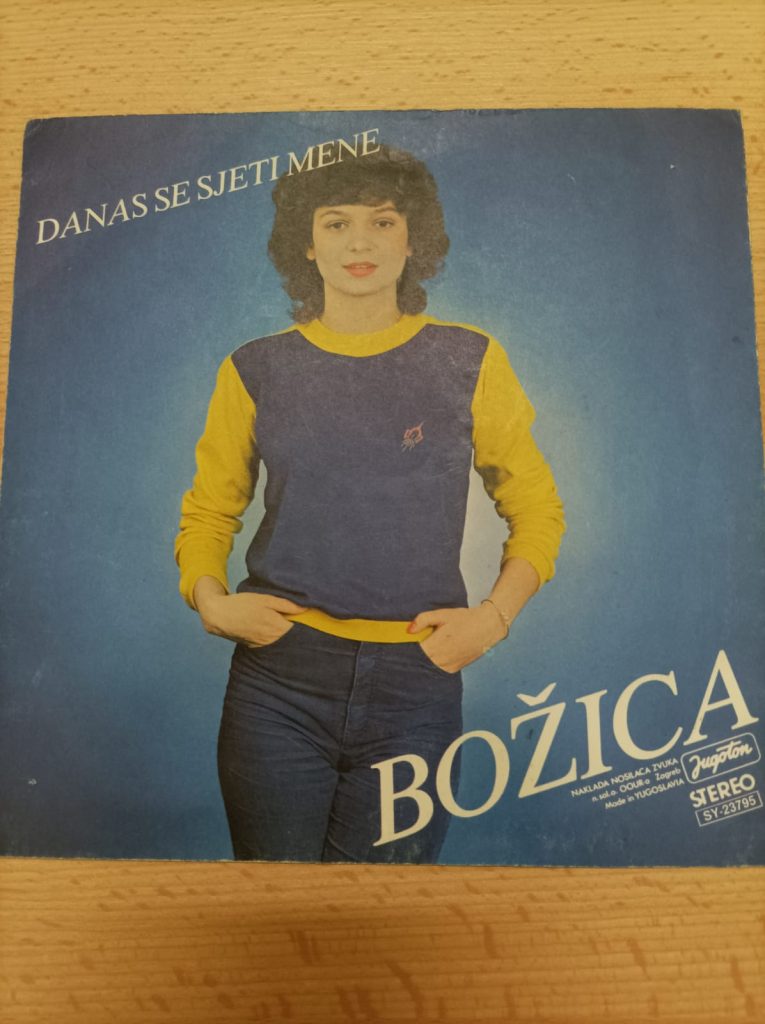 DANAS SE SJETI MENE
BOŽICA
NAKLADA NOSILACA ZVUKA
n. sol. o. OOUR-a Zagreb
Made in YUGOSLAVIA
Jugoton
STEREO
SY-23795